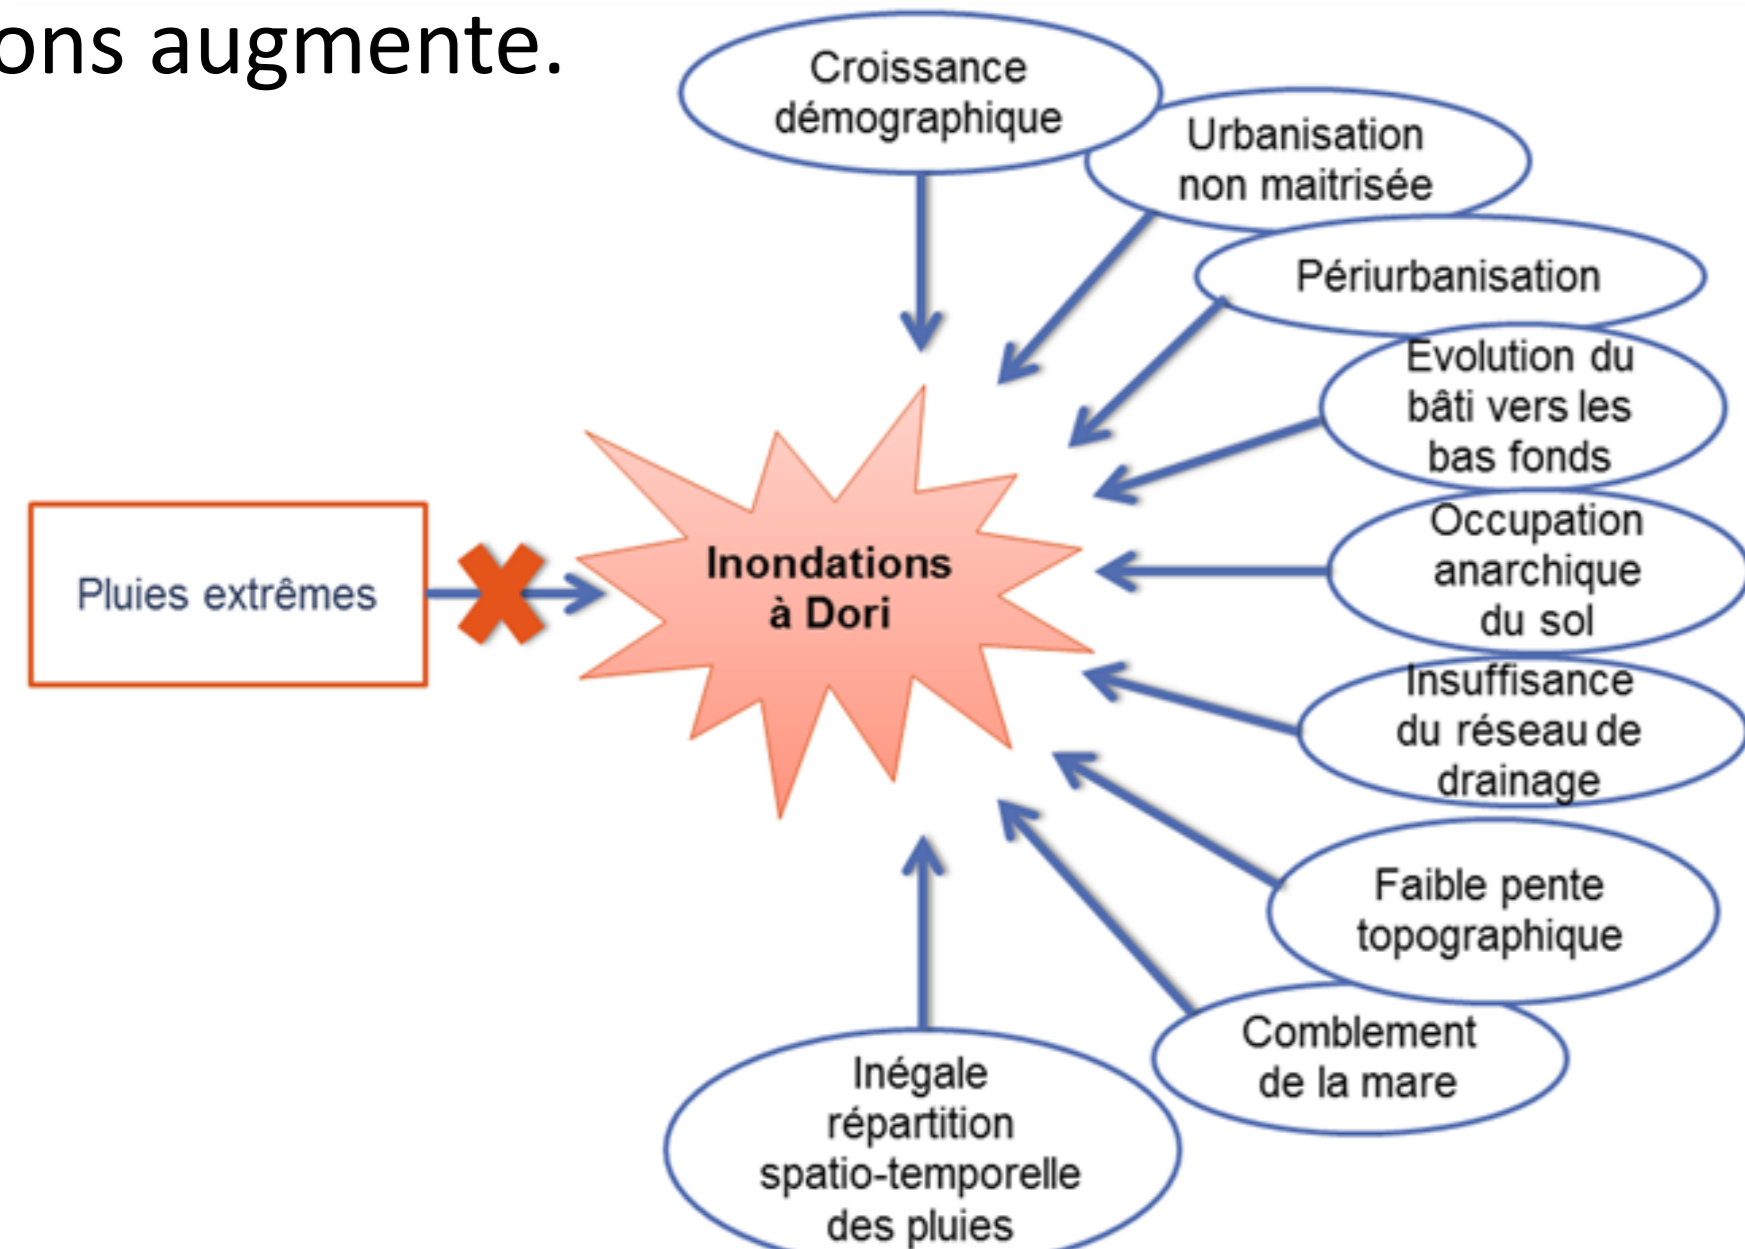 ons augmente.
Croissance
démographique
Urbanisation
non maitrisée
Périurbanisation
Evolution du
bâti vers les
bas fonds
Occupation
anarchique
du sol
Insuffisance
du réseau de
drainage
Faible pente
topographique
Comblement
de la mare
Inégale
répartition
spatio-temporelle
des pluies
Pluies extrêmes
Inondations
à Dori